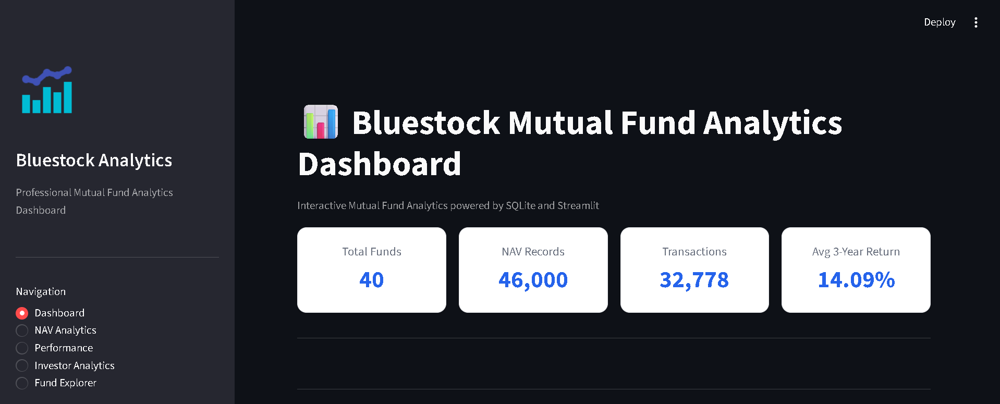 Deploy
Bluestock Analytics
Professional Mutual Fund Analytics
Dashboard
Navigation
Dashboard
NAV Analytics
Performance
Investor Analytics
Fund Explorer
Bluestock Mutual Fund Analytics
Dashboard
Interactive Mutual Fund Analytics powered by SQLite and Streamlit
Total Funds
40
NAV Records
46,000
Transactions
32,778
Avg 3-Year Return
14.09%